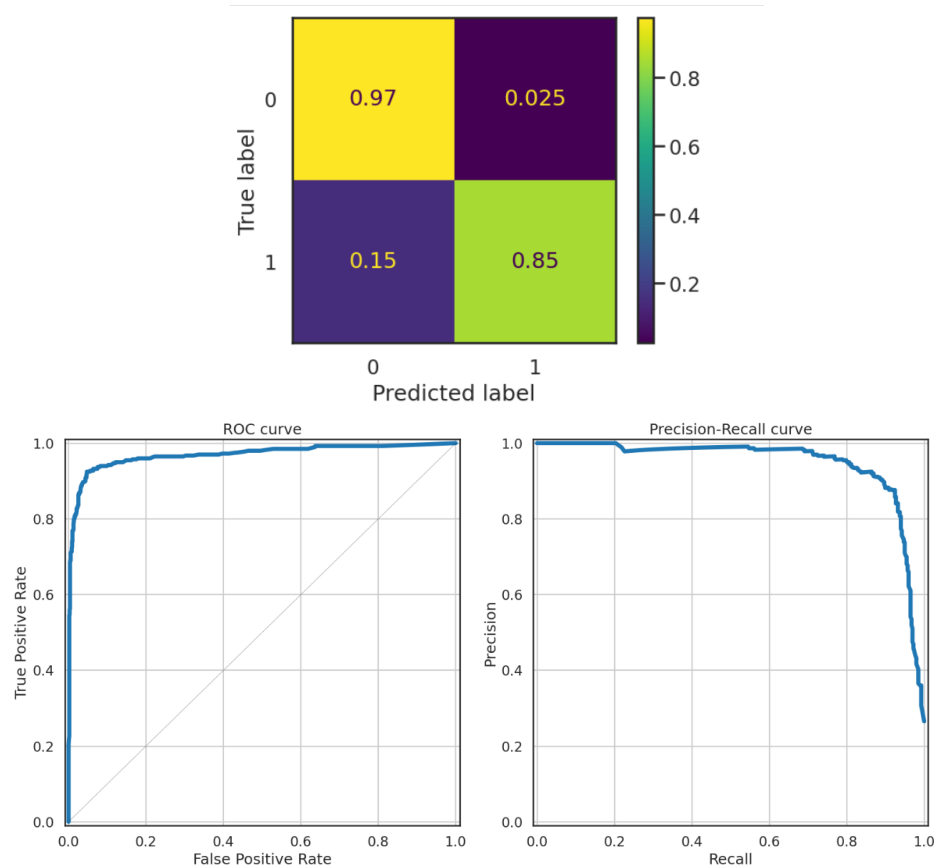 0.97 0.025
0.15 0.85
0
1
True label
0 1
Predicted label
0.8
0.6
0.4
0.2
ROC curve
1.0
0.8
0.6
0.4
0.2
0.0
True Positive Rate
0.0 0.2 0.4 0.6 0.8 1.0
False Positive Rate
Precision-Recall curve
1.0
0.8
0.6
0.4
0.2
0.0
Precision
0.0 0.2 0.4 0.6 0.8 1.0
Recall